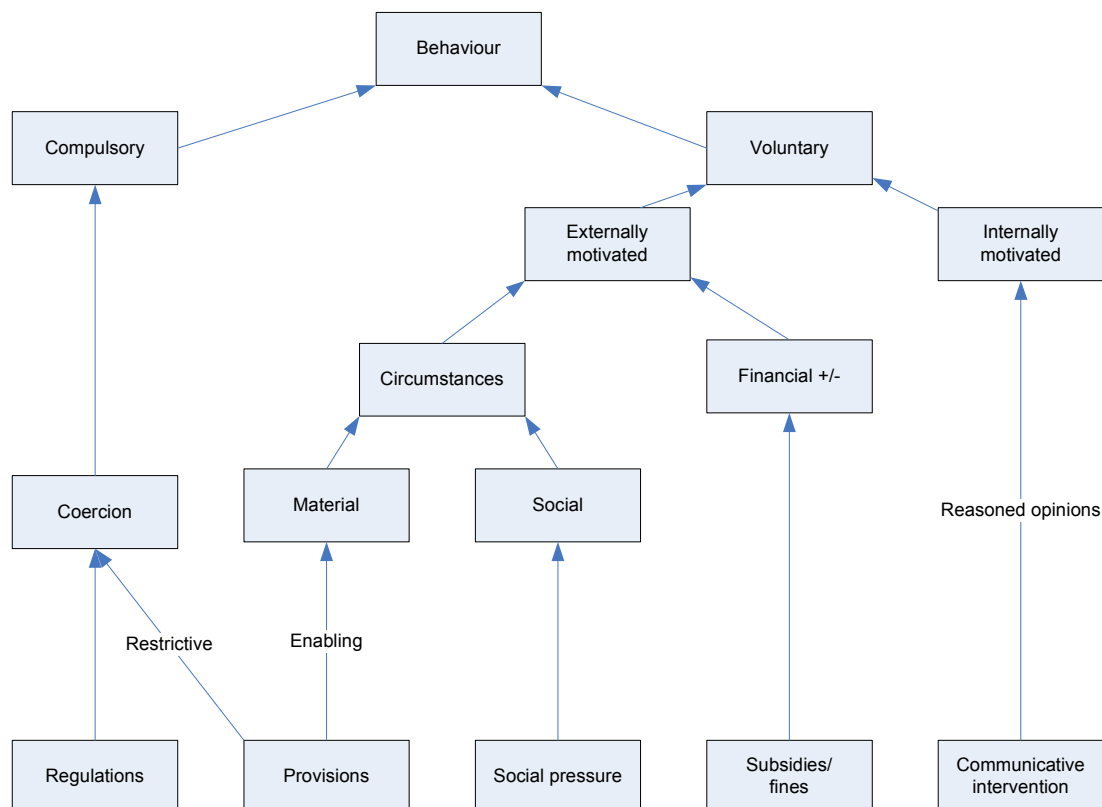 Behaviour
Compulsory
Voluntary
Externally
motivated
Internally
motivated
Circumstances
Financial +/-
Coercion
Material
Social
Reasoned opinions
Restrictive
Enabling
Regulations
Provisions
Social pressure
Subsidies/
fines
Communicative
intervention